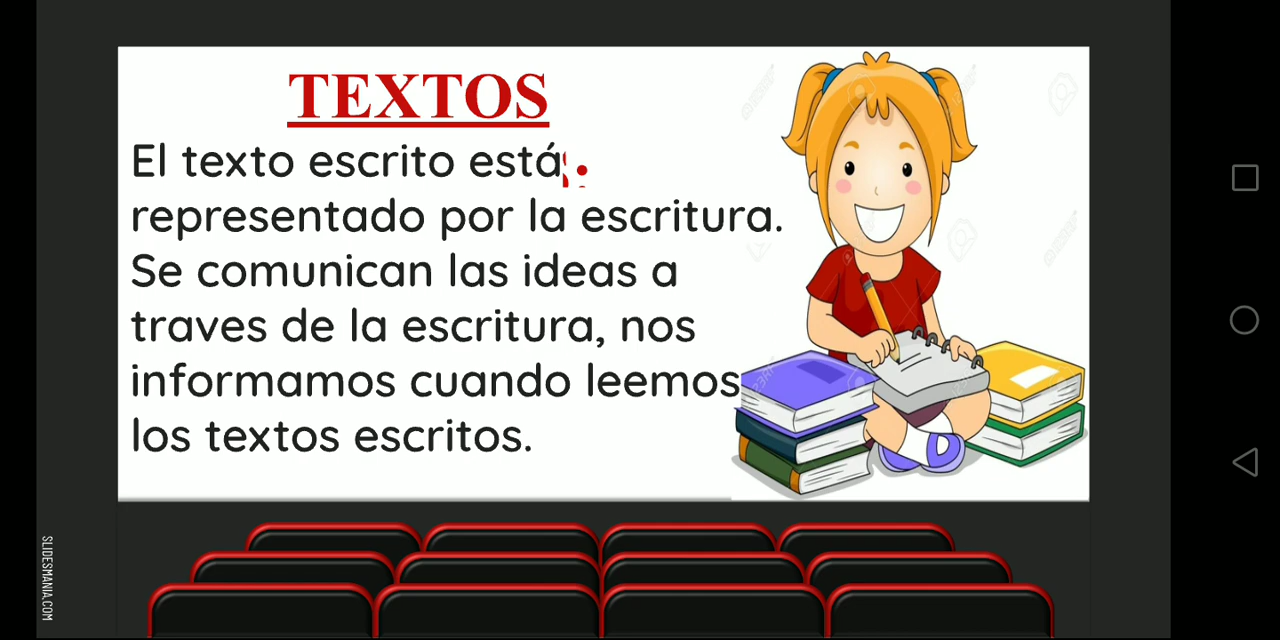 TEXTOS
El texto escrito está
representado por la escritura.
Se comunican las ideas a
traves de la escritura, nos
informamos cuando leemos
los textos escritos.
SLIDESMANIA.COM